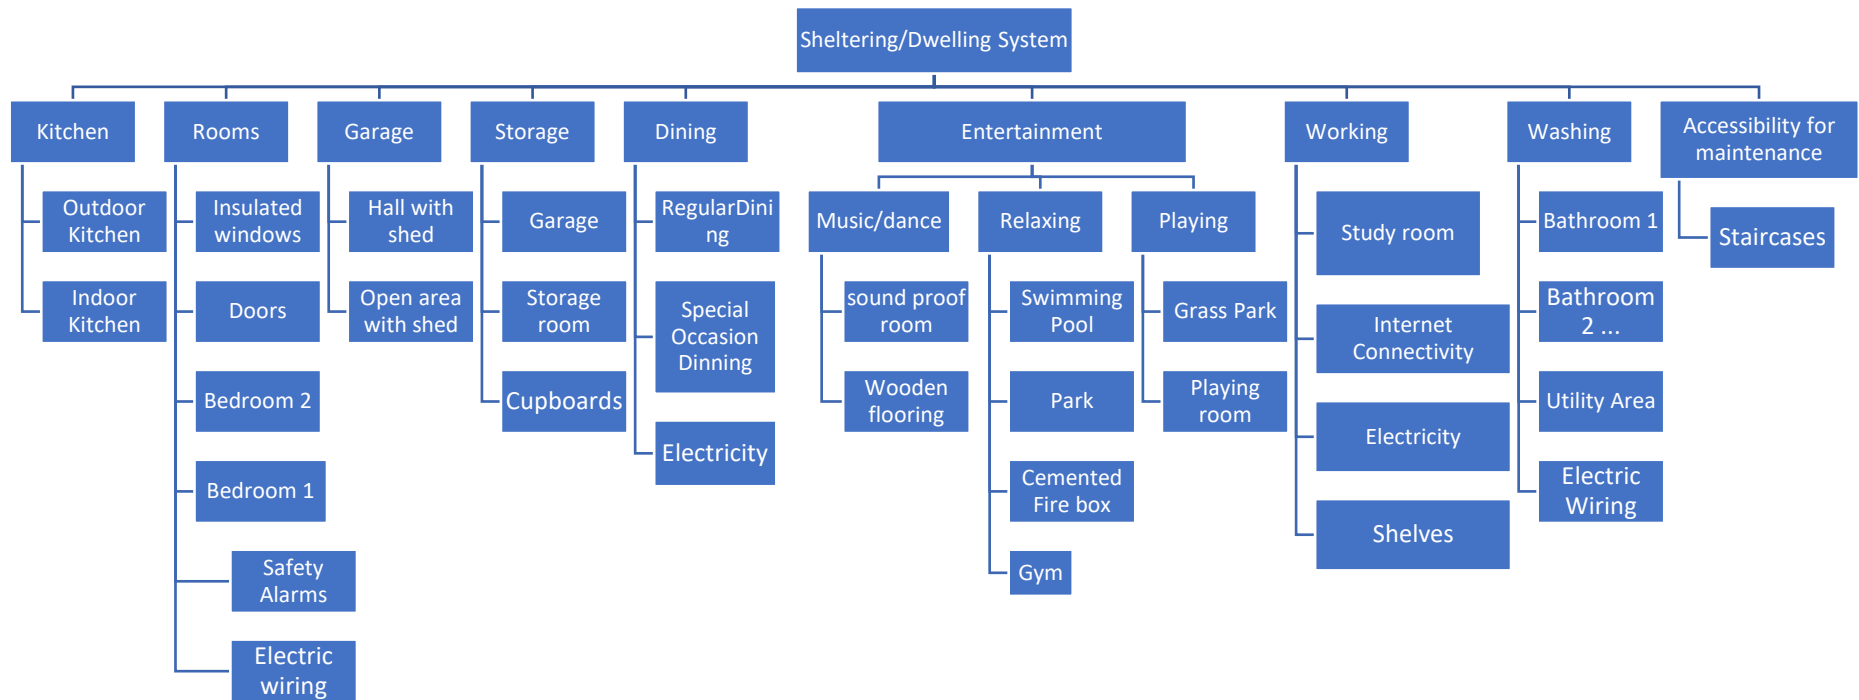 Sheltering/Dwelling System
Kitchen
Rooms
Garage
Storage
Dining
Entertainment
Working
Washing
Accessibility for
maintenance
Outdoor
Kitchen
Indoor
Kitchen
Insulated
windows
Doors
Bedroom 2
Bedroom 1
Safety
Alarms
Electric
wiring
Hall with
shed
Open area
with shed
Garage
Storage
room
Cupboards
RegularDini
ng
Special
Occasion
Dinning
Electricity
Music/dance
sound proof
room
Wooden
flooring
Relaxing
Swimming
Pool
Park
Cemented
Fire box
Gym
Playing
Grass Park
Playing
room
Study room
Internet
Connectivity
Electricity
Shelves
Bathroom 1
Bathroom
2 ...
Utility Area
Electric
Wiring
Staircases